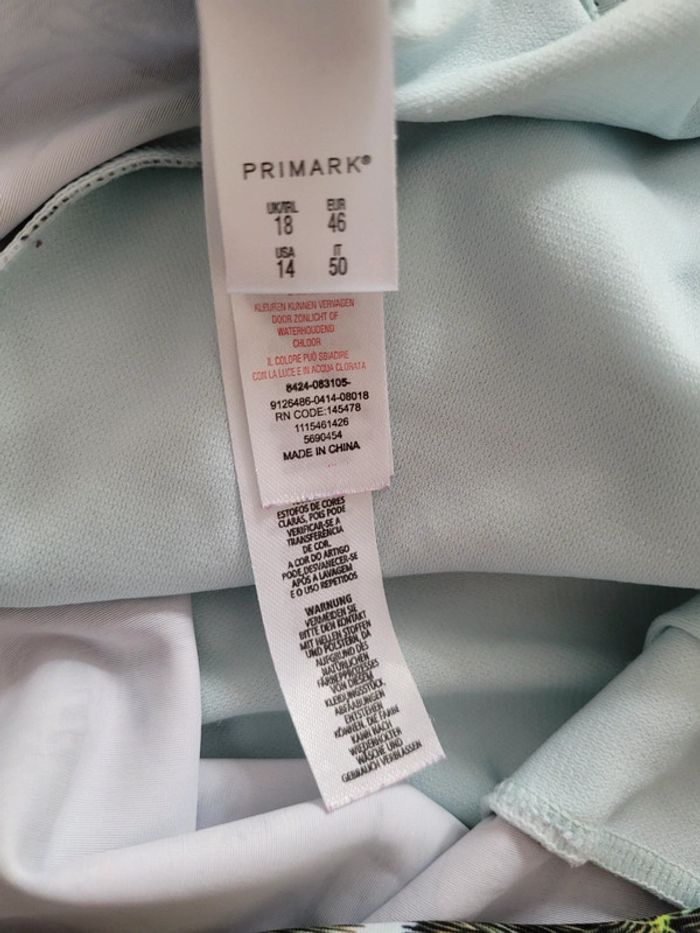 PRIMARK®
UK/IRL EUR
18 46
USA IT
14 50
KLEUREN KUNNEN VERVAGEN
DOOR ZONLICHT OF
WATERHOUDEND
CHLOOR
IL COLORE PUÒ SBIADIRE
CON LA LUCE E IN ACQUA CLORATA
8424-083105-
9126486-0414-08018
RN CODE:145478
1115461426
5690454
MADE IN CHINA
ESTOFOS DE CORES
CLARAS, POIS PODE
VERIFICAR-SE A
TRANSFERÊNCIA
DE COR.
A COR DO ARTIGO
PODE DESVANECER-SE
APÓS A LAVAGEM
E O USO REPETIDOS
WARNUNG
VERMEIDEN SIE
BITTE DEN KONTAKT
MIT HELLEN STOFFEN
UND POLSTERN, DA
AUFGRUND DES
NATÜRLICHEN
FÄRBEPROZESSES
VON DIESEM
KLEIDUNGSSTÜCK
ABFÄRBUNGEN
ENTSTEHEN
KÖNNEN. DIE FARBE
KANN NACH
WIEDERHOLTER
WÄSCHE UND
GEBRAUCH VERBLASSEN